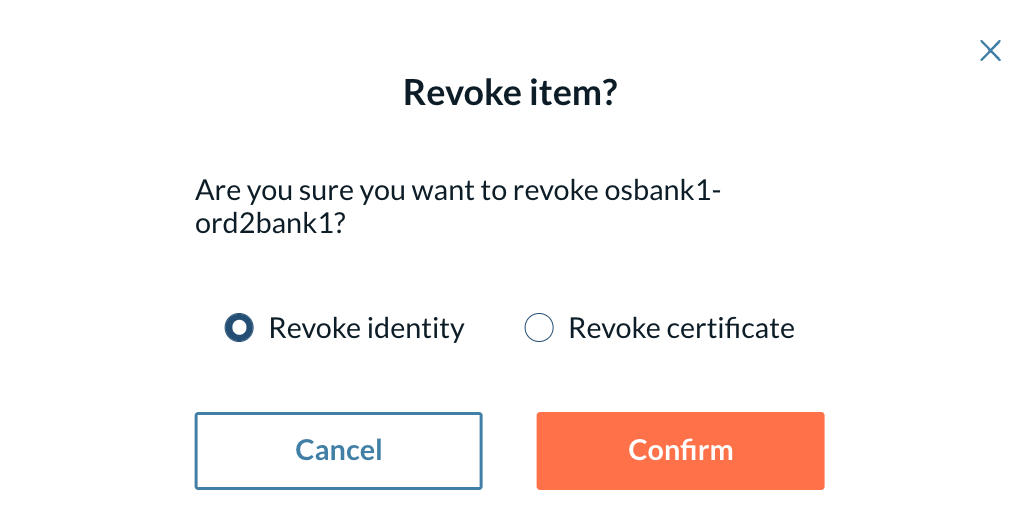 Revoke item?
Are you sure you want to revoke osbank1-
ord2bank1?
Revoke identity
Revoke certificate
Cancel
Confirm